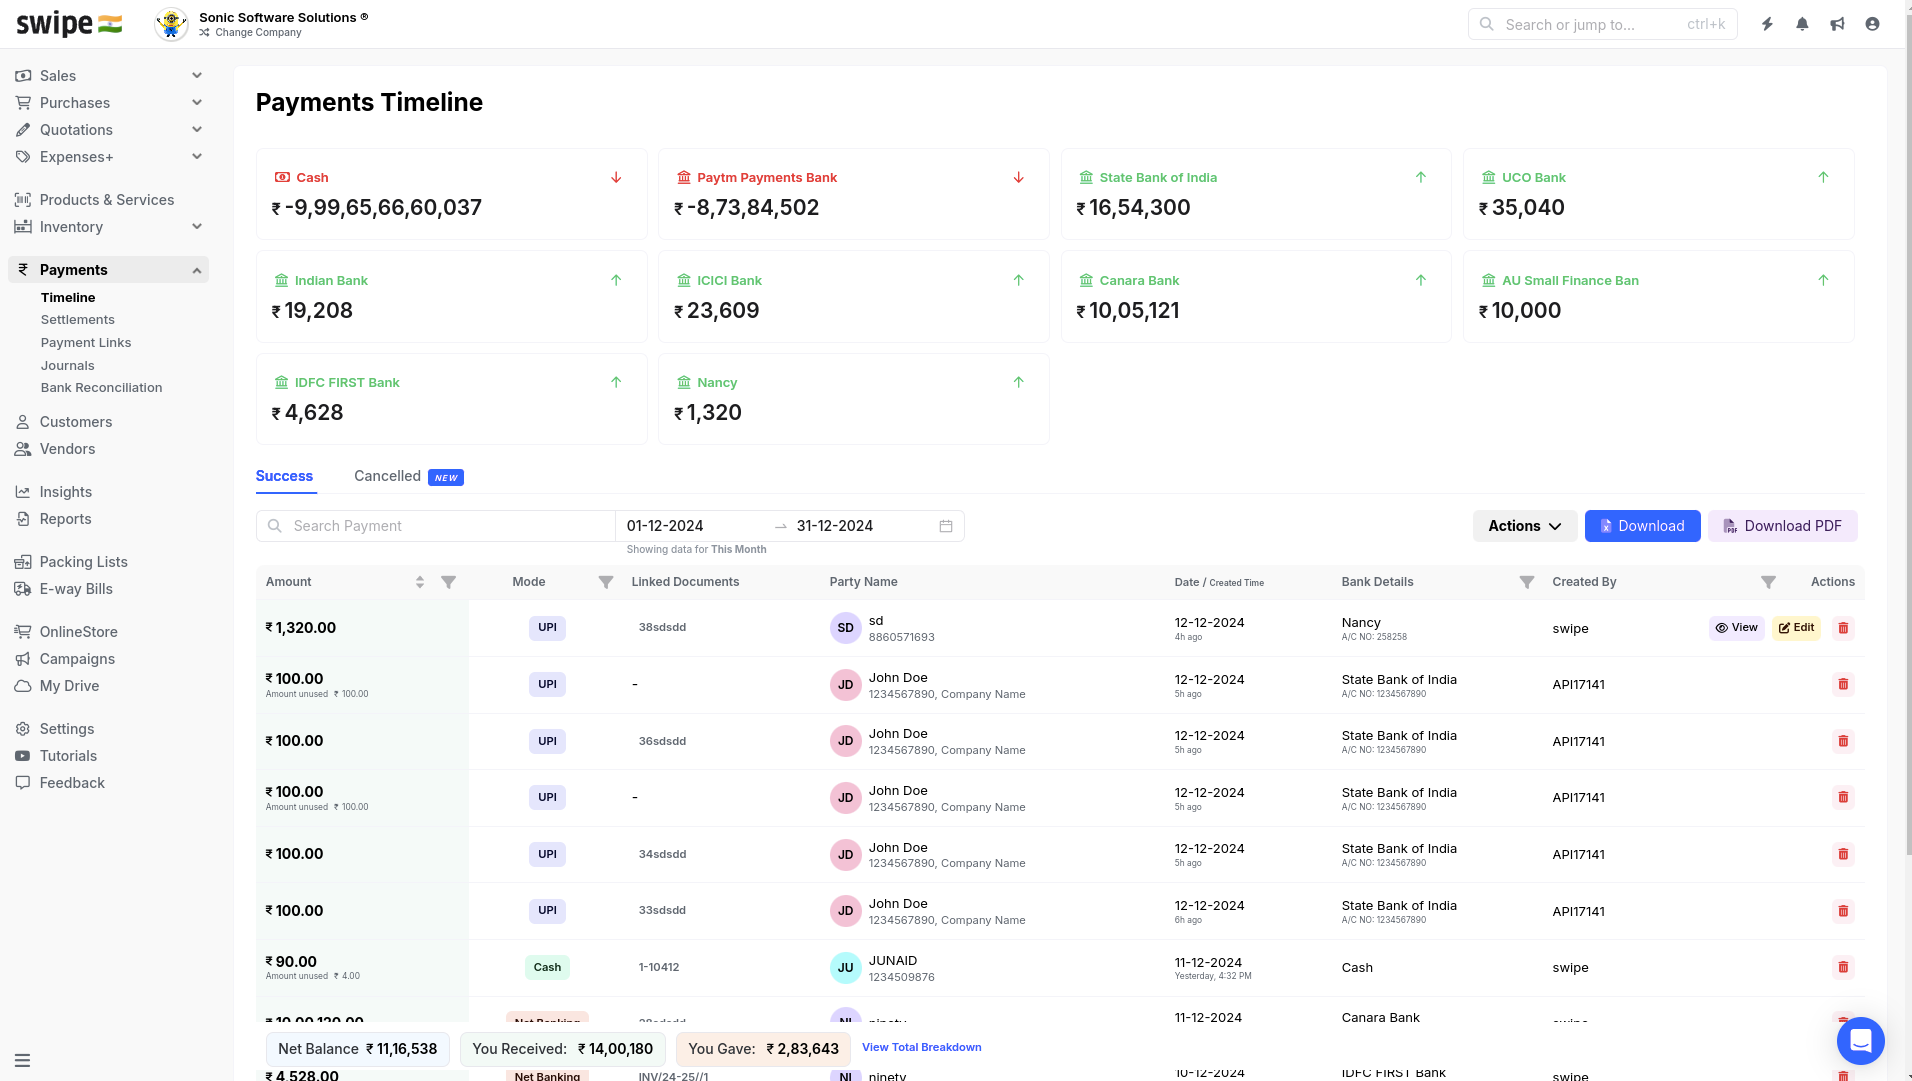 swipe
Sonic Software Solutions ®
Change Company
Search or jump to... ctrl+k
Sales
Purchases
Quotations
Expenses+
Products & Services
Inventory
Payments
Timeline
Settlements
Payment Links
Journals
Bank Reconciliation
Customers
Vendors
Insights
Reports
Packing Lists
E-way Bills
OnlineStore
Campaigns
My Drive
Settings
Tutorials
Feedback
Payments Timeline
Cash
₹ -9,99,65,66,60,037
Paytm Payments Bank
₹ -8,73,84,502
State Bank of India
₹ 16,54,300
UCO Bank
₹ 35,040
Indian Bank
₹ 19,208
ICICI Bank
₹ 23,609
Canara Bank
₹ 10,05,121
AU Small Finance Ban
₹ 10,000
IDFC FIRST Bank
₹ 4,628
Nancy
₹ 1,320
Success Cancelled NEW
Search Payment 01-12-2024 → 31-12-2024
Showing data for This Month
Actions Download Download PDF
Amount Mode Linked Documents Party Name Date / Created Time Bank Details Created By Actions
₹ 1,320.00 UPI 38sdsdd SD sd 12-12-2024 Nancy swipe View Edit
8860571693 4h ago A/C NO: 258258
₹ 100.00 UPI - JD John Doe 12-12-2024 State Bank of India API17141
Amount unused ₹ 100.00 1234567890, Company Name 5h ago A/C NO: 1234567890
₹ 100.00 UPI 36sdsdd JD John Doe 12-12-2024 State Bank of India API17141
1234567890, Company Name 5h ago A/C NO: 1234567890
₹ 100.00 UPI - JD John Doe 12-12-2024 State Bank of India API17141
Amount unused ₹ 100.00 1234567890, Company Name 5h ago A/C NO: 1234567890
₹ 100.00 UPI 34sdsdd JD John Doe 12-12-2024 State Bank of India API17141
1234567890, Company Name 5h ago A/C NO: 1234567890
₹ 100.00 UPI 33sdsdd JD John Doe 12-12-2024 State Bank of India API17141
1234567890, Company Name 6h ago A/C NO: 1234567890
₹ 90.00 Cash 1-10412 JU JUNAID 11-12-2024 Cash swipe
Amount unused ₹ 4.00 1234509876 Yesterday, 4:32 PM
Net Banking NI ninety 11-12-2024 Canara Bank swipe
Net Balance ₹ 11,16,538 You Received: ₹ 14,00,180 You Gave: ₹ 2,83,643 View Total Breakdown
₹ 4,528.00 Net Banking INV/24-25//1 NI ninety 10-12-2024 IDFC FIRST Bank swipe